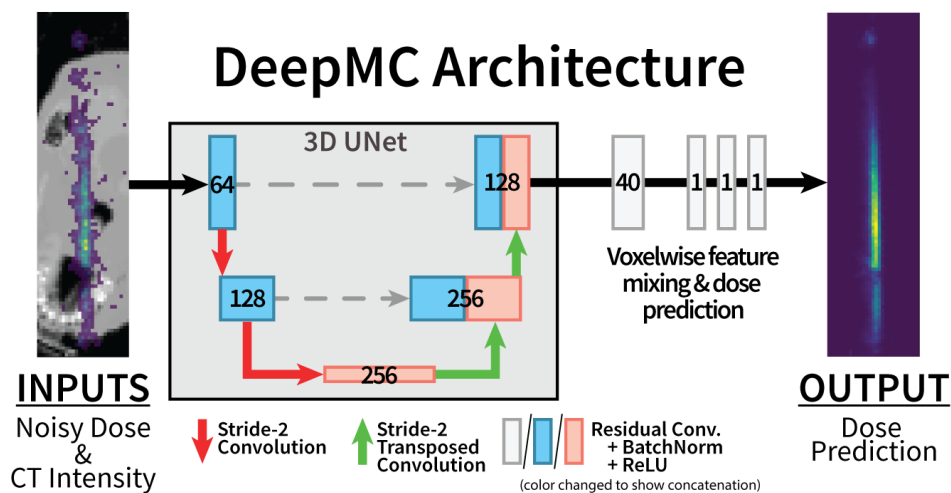 DeepMC Architecture
3D UNet
64
128
40
1
1
1
128
256
256
Voxelwise feature
mixing & dose
prediction
INPUTS
Noisy Dose
&
CT Intensity
Stride-2
Convolution
Stride-2
Transposed
Convolution
Residual Conv.
+ BatchNorm
+ ReLU
(color changed to show concatenation)
OUTPUT
Dose
Prediction